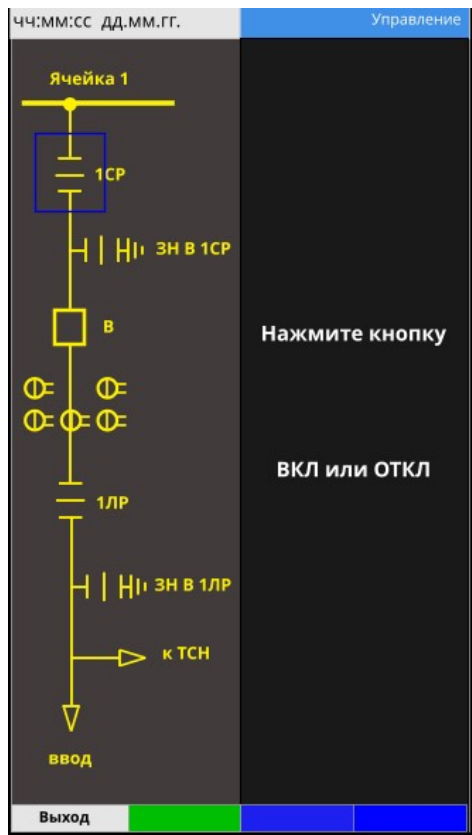 чч:мм:сс дд.мм.гг.
Управление
Ячейка 1
1СР
ЗН В 1СР
В
Нажмите кнопку
ВКЛ или ОТКЛ
1ЛР
ЗН В 1ЛР
к ТСН
ввод
Выход